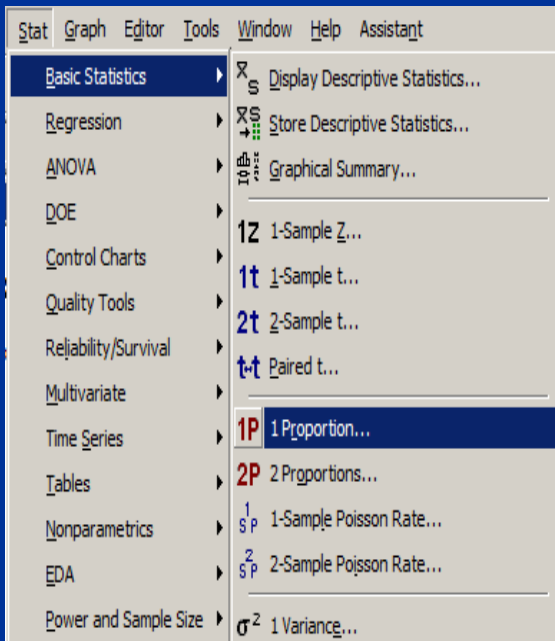 Stat Graph Editor Tools Window Help Assistant
Basic Statistics
Regression
ANOVA
DOE
Control Charts
Quality Tools
Reliability/Survival
Multivariate
Time Series
Tables
Nonparametrics
EDA
Power and Sample Size
x̄ s Display Descriptive Statistics...
x̄ s Store Descriptive Statistics...
Graphical Summary...
1Z 1-Sample Z...
1t 1-Sample t...
2t 2-Sample t...
t-t Paired t...
1P 1 Proportion...
2P 2 Proportions...
1 S P 1-Sample Poisson Rate...
2 S P 2-Sample Poisson Rate...
σ² 1 Variance...